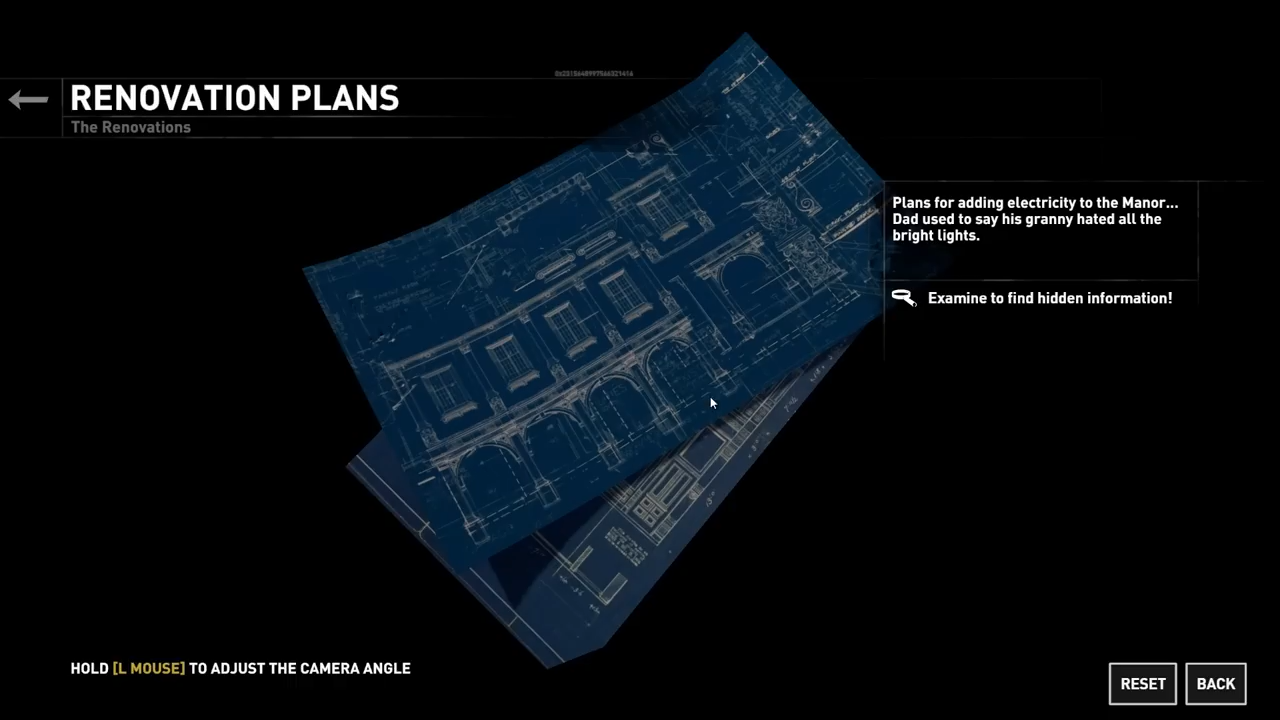 RENOVATION PLANS
The Renovations
Plans for adding electricity to the Manor...
Dad used to say his granny hated all the
bright lights.
Examine to find hidden information!
HOLD [L MOUSE] TO ADJUST THE CAMERA ANGLE
RESET
BACK